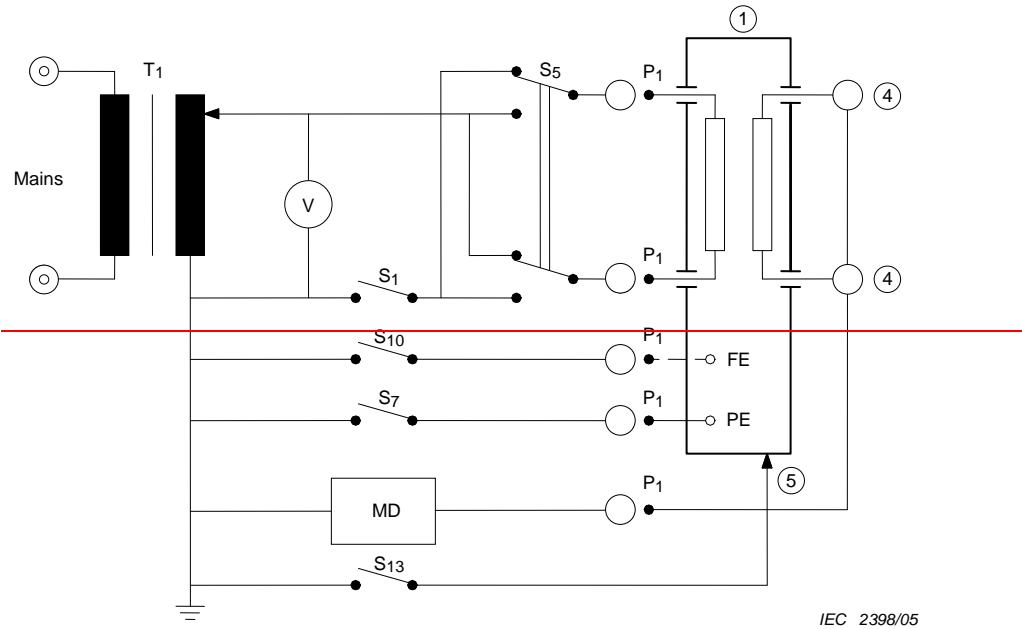 1
T1
S5
P1
4
Mains
V
S1
P1
4
S10
P1
FE
S7
P1
PE
5
MD
P1
S13
IEC 2398/05